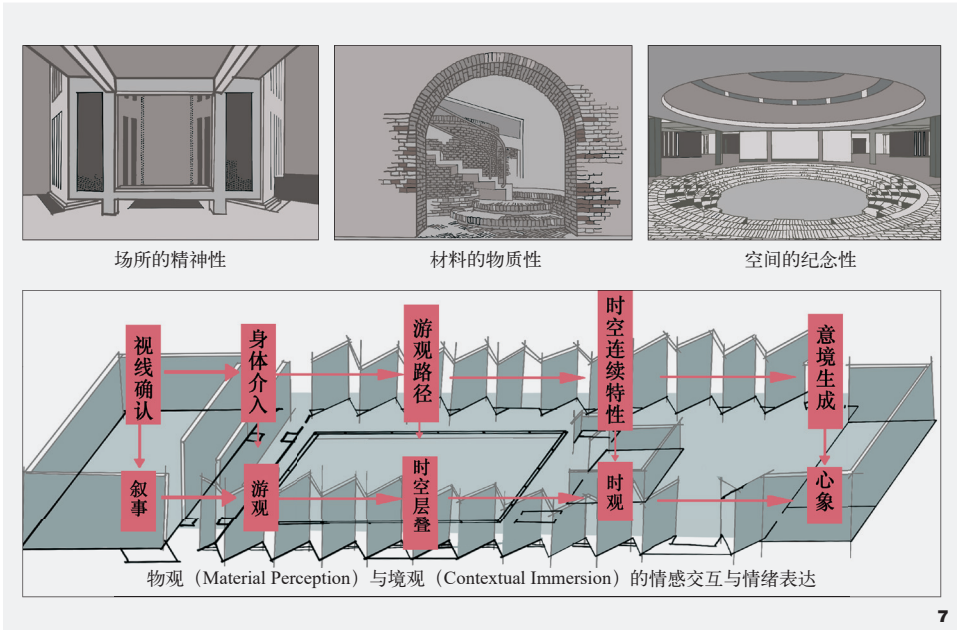 场所的精神性
材料的物质性
空间的纪念性
视线确认
身体介入
游观路径
时空连续特性
意境生成
叙事
游观
时空层叠
时观
心象
物观（Material Perception）与境观（Contextual Immersion）的情感交互与情绪表达
7